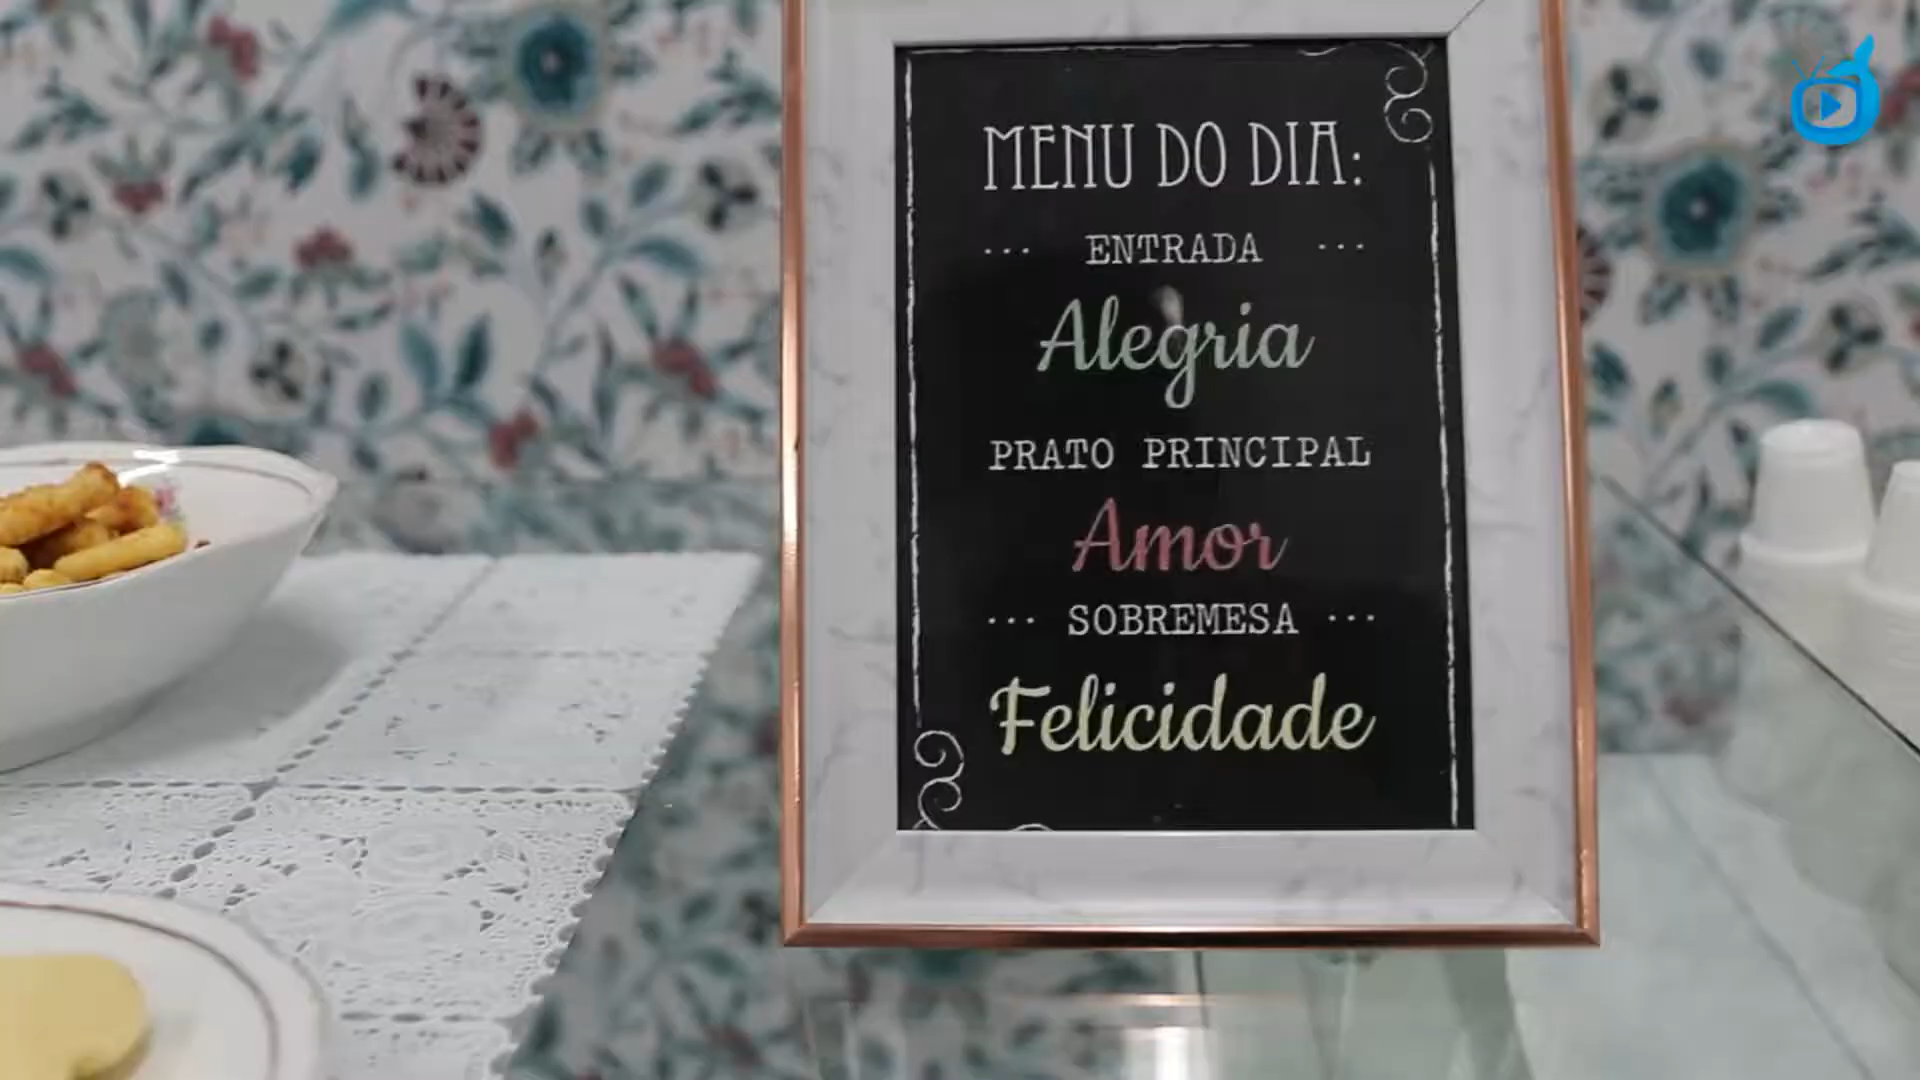 MENU DO DIA:
... ENTRADA ...
Alegria
PRATO PRINCIPAL
Amor
... SOBREMESA ...
Felicidade